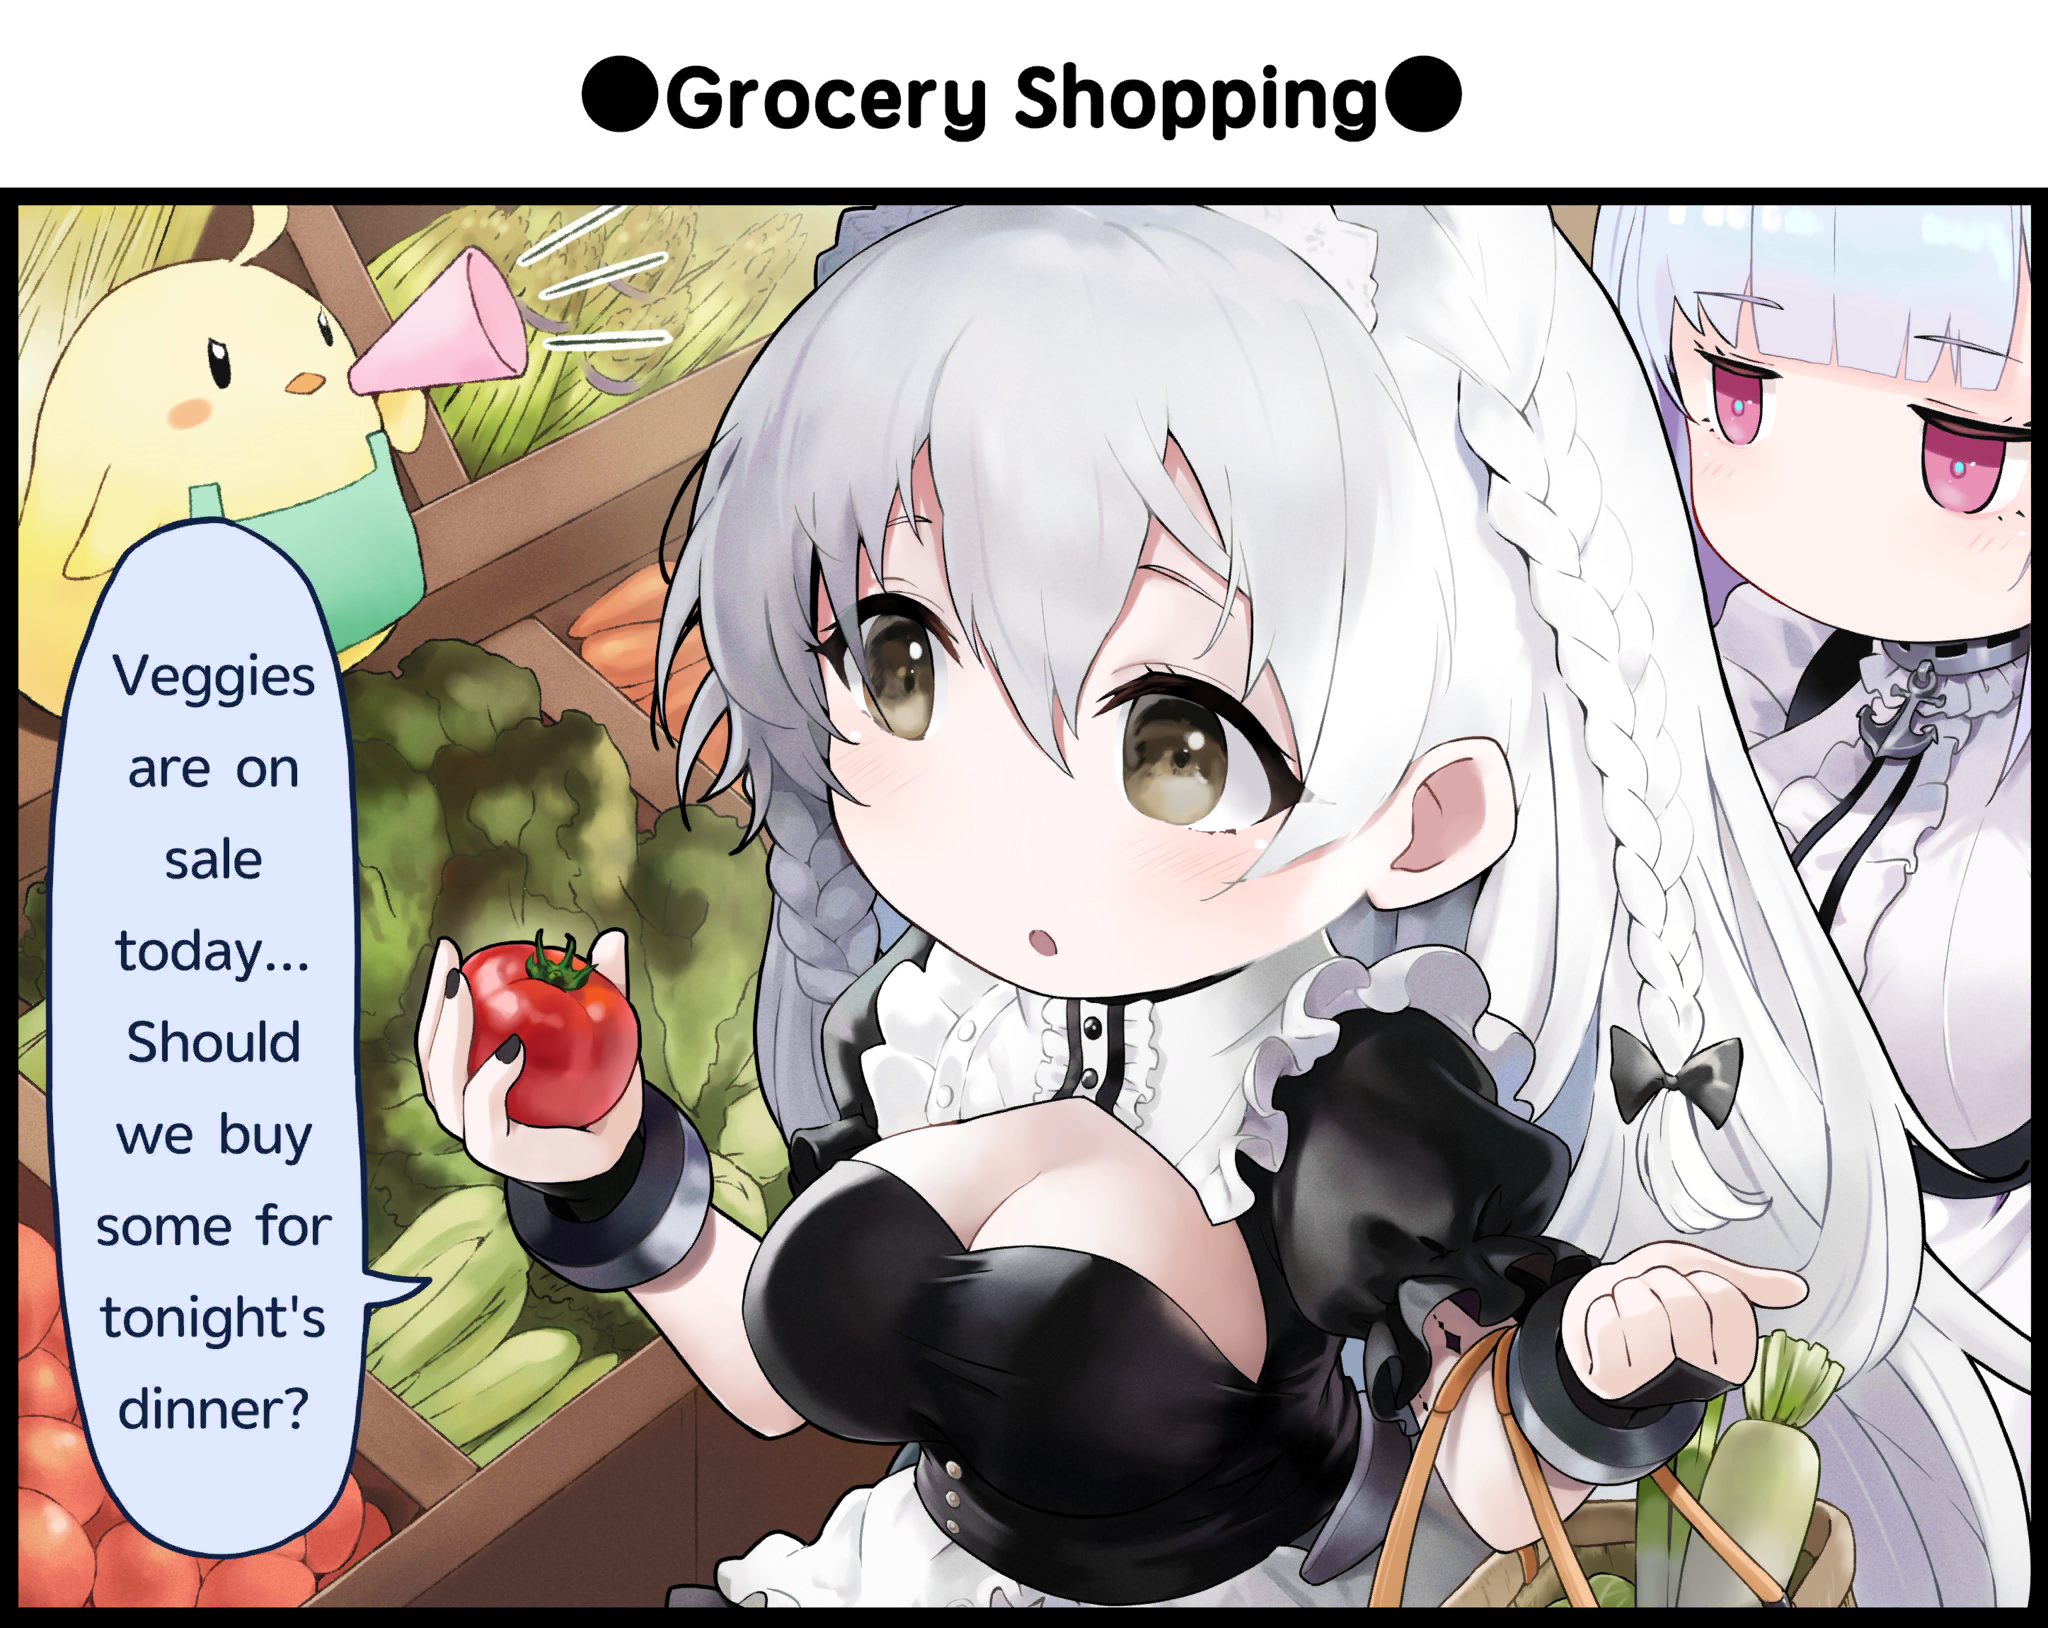 ●Grocery Shopping●
Veggies
are on
sale
today...
Should
we buy
some for
tonight's
dinner?